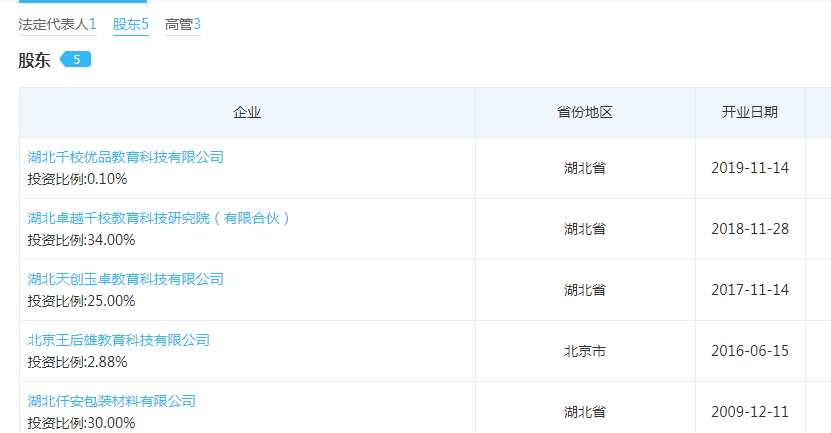 法定代表人1 股东5 高管3
股东 5
企业 省份地区 开业日期
湖北千校优品教育科技有限公司
投资比例:0.10%
湖北省 2019-11-14
湖北卓越千校教育科技研究院（有限合伙）
投资比例:34.00%
湖北省 2018-11-28
湖北天创玉卓教育科技有限公司
投资比例:25.00%
湖北省 2017-11-14
北京王后雄教育科技有限公司
投资比例:2.88%
北京市 2016-06-15
湖北仟安包装材料有限公司
投资比例:30.00%
湖北省 2009-12-11